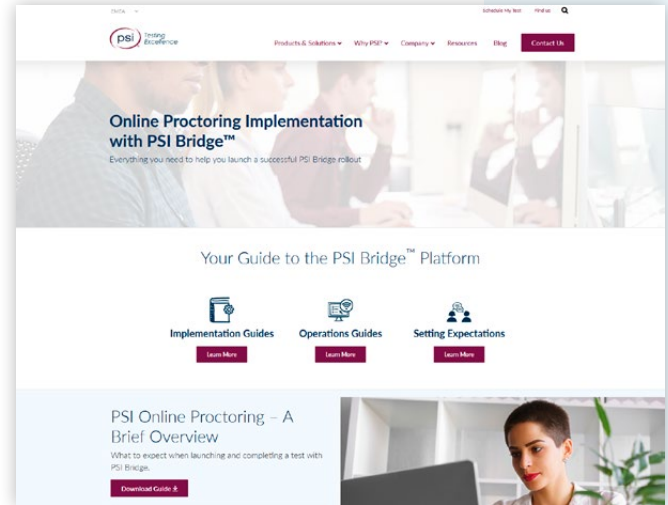 Schedule My Test Find us
psi Testing Excellence
Products & Solutions Why PSI? Company Resources Blog Contact Us
Online Proctoring Implementation
with PSI Bridge™
Everything you need to help you launch a successful PSI Bridge rollout
Your Guide to the PSI Bridge™ Platform
Implementation Guides Operations Guides Setting Expectations
Learn More Learn More Learn More
PSI Online Proctoring – A
Brief Overview
What to expect when launching and completing a test with
PSI Bridge.
Download Guide